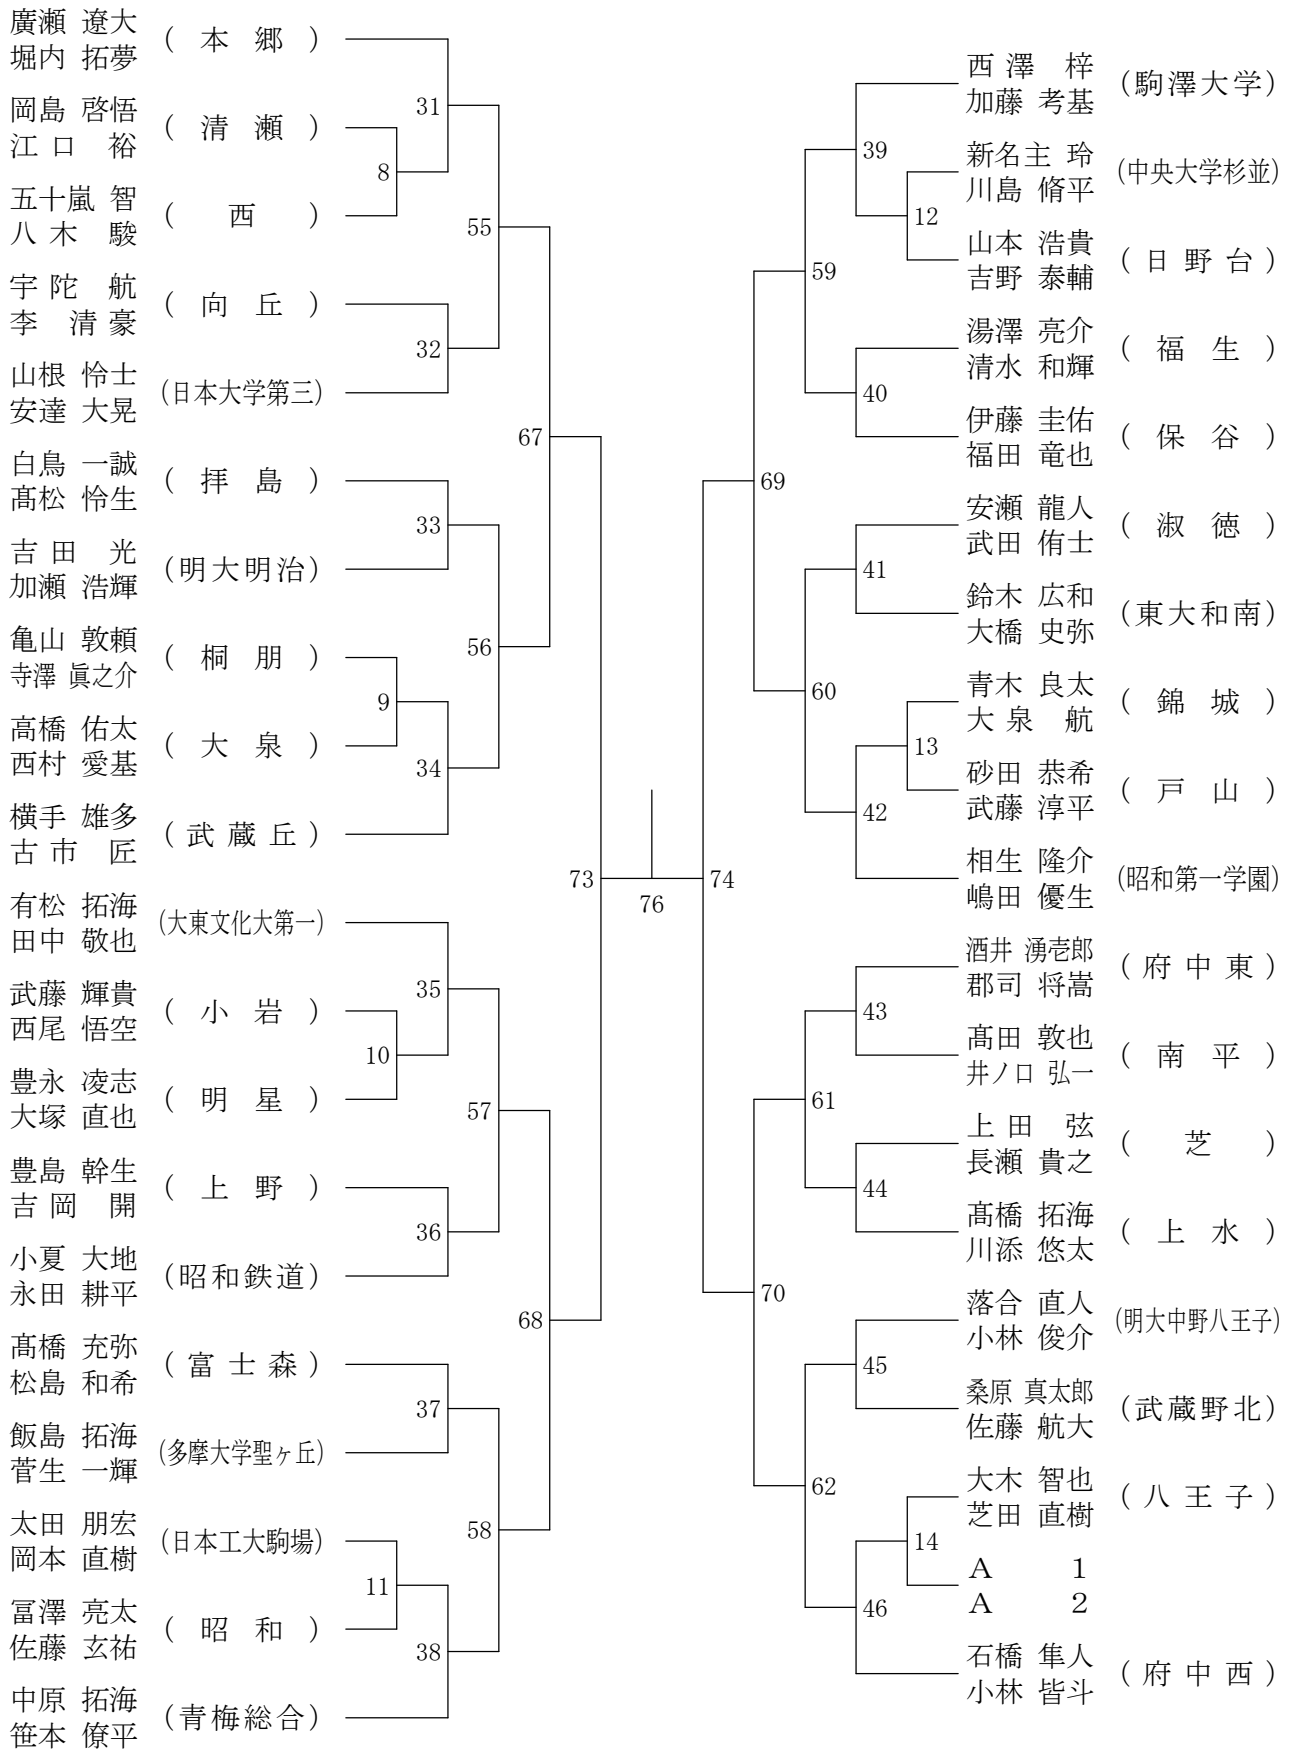 廣瀬 遼大
堀内 拓夢
( 本 郷 )
岡島 啓悟
江口 裕
( 清 瀬 )
五十嵐 智
八木 駿
( 西 )
宇陀 航
李 清豪
( 向 丘 )
山根 怜士
安達 大晃
(日本大学第三)
白鳥 一誠
髙松 怜生
( 拝 島 )
吉田 光
加瀬 浩輝
(明大明治)
亀山 敦頼
寺澤 眞之介
( 桐 朋 )
高橋 佑太
西村 愛基
( 大 泉 )
横手 雄多
古市 匠
( 武 蔵 丘 )
有松 拓海
田中 敬也
(大東文化大第一)
武藤 輝貴
西尾 悟空
( 小 岩 )
豊永 凌志
大塚 直也
( 明 星 )
豊島 幹生
吉岡 開
( 上 野 )
小夏 大地
永田 耕平
(昭和鉄道)
髙橋 充弥
松島 和希
( 富 士 森 )
飯島 拓海
菅生 一輝
(多摩大学聖ヶ丘)
太田 朋宏
岡本 直樹
(日本工大駒場)
冨澤 亮太
佐藤 玄祐
( 昭 和 )
中原 拓海
笹本 僚平
(青梅総合)
31
8
55
32
67
33
56
9
34
73
35
10
57
36
68
37
58
11
38
76
74
39
12
59
40
69
41
60
13
42
43
61
44
70
45
62
14
46
西澤 梓
加藤 考基
(駒澤大学)
新名主 玲
川島 脩平
(中央大学杉並)
山本 浩貴
吉野 泰輔
( 日 野 台 )
湯澤 亮介
清水 和輝
( 福 生 )
伊藤 圭佑
福田 竜也
( 保 谷 )
安瀬 龍人
武田 侑士
( 淑 徳 )
鈴木 広和
大橋 史弥
(東大和南)
青木 良太
大泉 航
( 錦 城 )
砂田 恭希
武藤 淳平
( 戸 山 )
相生 隆介
嶋田 優生
(昭和第一学園)
酒井 湧壱郎
郡司 将嵩
( 府 中 東 )
髙田 敦也
井ノ口 弘一
( 南 平 )
上田 弦
長瀬 貴之
( 芝 )
髙橋 拓海
川添 悠太
( 上 水 )
落合 直人
小林 俊介
(明大中野八王子)
桑原 真太郎
佐藤 航大
(武蔵野北)
大木 智也
芝田 直樹
( 八 王 子 )
A 1
A 2
石橋 隼人
小林 皆斗
( 府 中 西 )